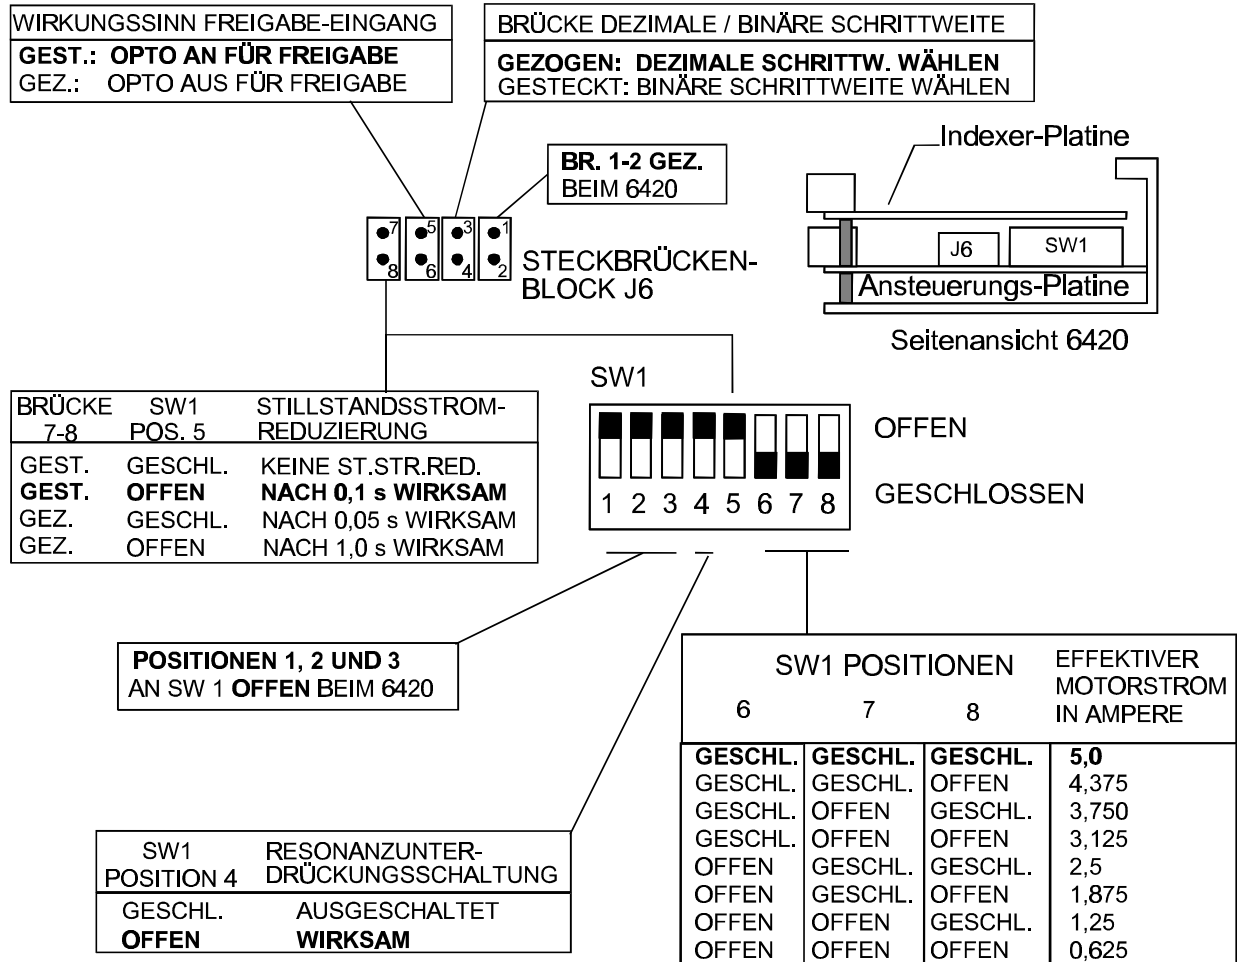 WIRKUNGSSINN FREIGABE-EINGANG
GEST.: OPTO AN FÜR FREIGABE
GEZ.: OPTO AUS FÜR FREIGABE
BRÜCKE DEZIMALE / BINÄRE SCHRITTWEITE
GEZOGEN: DEZIMALE SCHRITTW. WÄHLEN
GESTECKT: BINÄRE SCHRITTWEITE WÄHLEN
BR. 1-2 GEZ.
BEIM 6420
Indexer-Platine
J6 SW1
Ansteuerungs-Platine
Seitenansicht 6420
7 5 3 1
8 6 4 2
STECKBRÜCKEN-
BLOCK J6
SW1
OFFEN
GESCHLOSSEN
1 2 3 4 5 6 7 8
BRÜCKE SW1 STILLSTANDSSTROM-
7-8 POS. 5 REDUZIERUNG
GEST. GESCHL. KEINE ST.STR.RED.
GEST. OFFEN NACH 0,1 s WIRKSAM
GEZ. GESCHL. NACH 0,05 s WIRKSAM
GEZ. OFFEN NACH 1,0 s WIRKSAM
POSITIONEN 1, 2 UND 3
AN SW 1 OFFEN BEIM 6420
SW1 RESONANZUNTER-
POSITION 4 DRÜCKUNGSSCHALTUNG
GESCHL. AUSGESCHALTET
OFFEN WIRKSAM
SW1 POSITIONEN EFFEKTIVER
MOTORSTROM
6 7 8 IN AMPERE
GESCHL. GESCHL. GESCHL. 5,0
GESCHL. GESCHL. OFFEN 4,375
GESCHL. OFFEN GESCHL. 3,750
GESCHL. OFFEN OFFEN 3,125
OFFEN GESCHL. GESCHL. 2,5
OFFEN GESCHL. OFFEN 1,875
OFFEN OFFEN GESCHL. 1,25
OFFEN OFFEN OFFEN 0,625